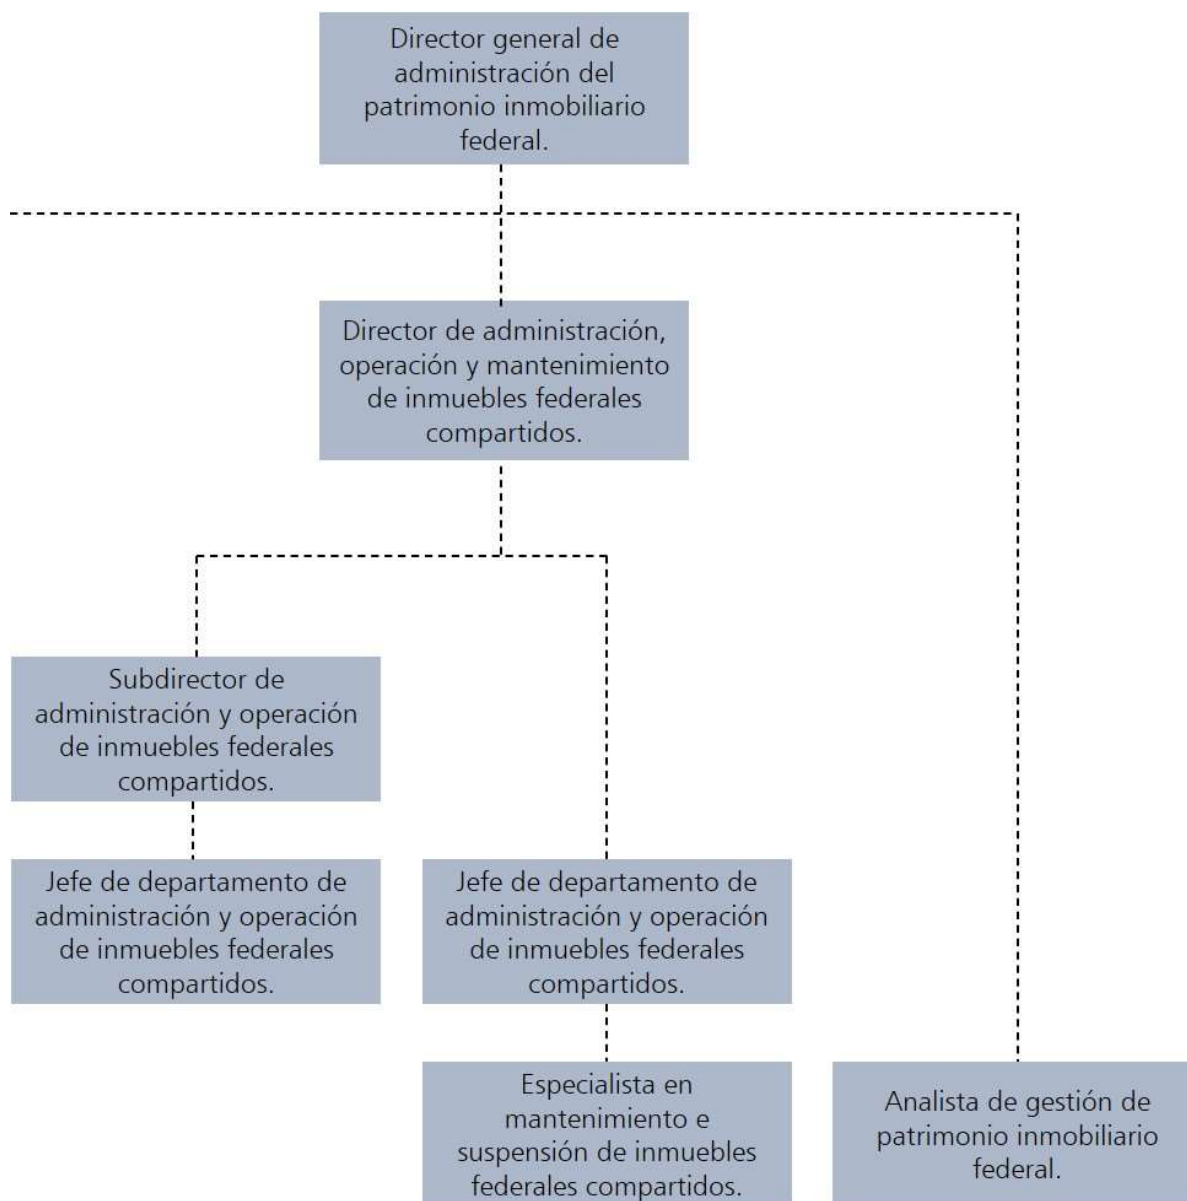 Director general de
administración del
patrimonio inmobiliario
federal.
Director de administración,
operación y mantenimiento
de inmuebles federales
compartidos.
Subdirector de
administración y operación
de inmuebles federales
compartidos.
Jefe de departamento de
administración y operación
de inmuebles federales
compartidos.
Jefe de departamento de
administración y operación
de inmuebles federales
compartidos.
Especialista en
mantenimiento e
suspensión de inmuebles
federales compartidos.
Analista de gestión de
patrimonio inmobiliario
federal.